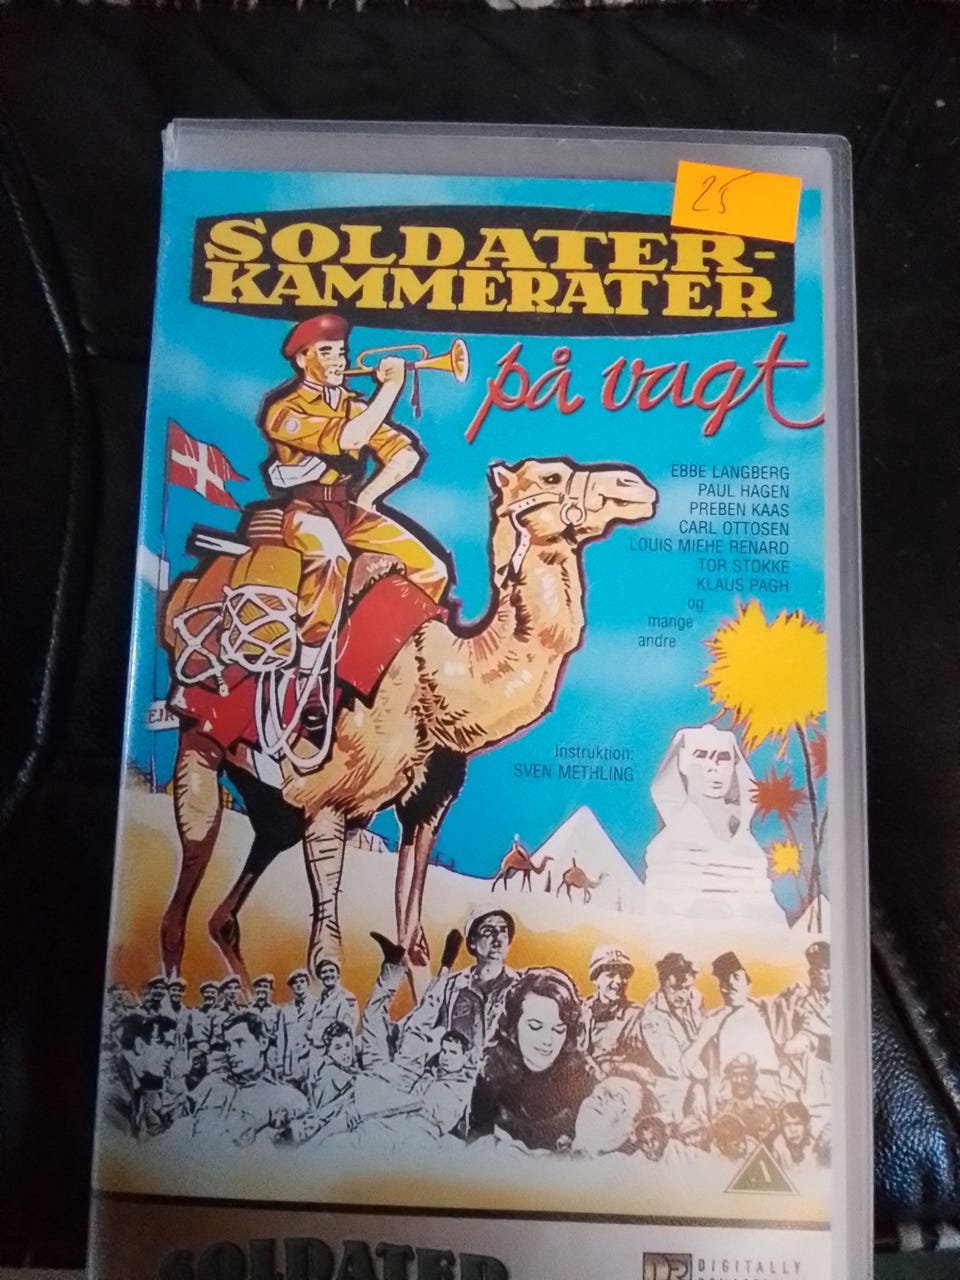 25
SOLDATER-
KAMMERATER
på vagt
EBBE LANGBERG
PAUL HAGEN
PREBEN KAAS
CARL OTTOSEN
LOUIS MIEHE RENARD
TOR STOKKE
KLAUS PAGH
og
mange
andre
Instruktion:
SVEN METHLING
A
SOLDATER
DIGITALLY